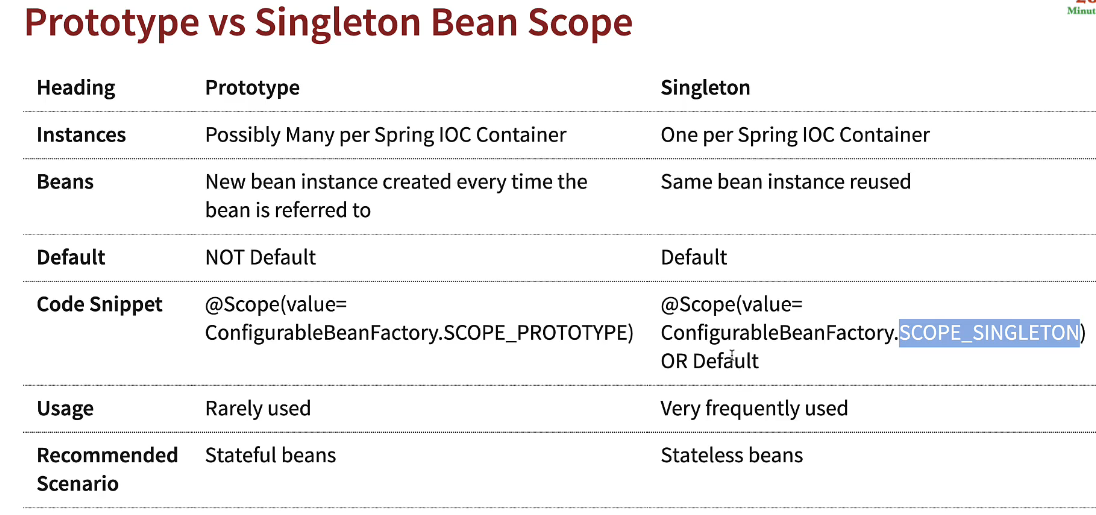 Prototype vs Singleton Bean Scope
Minut
Heading Prototype Singleton
Instances Possibly Many per Spring IOC Container One per Spring IOC Container
Beans New bean instance created every time the Same bean instance reused
bean is referred to
Default NOT Default Default
Code Snippet @Scope(value= @Scope(value=
ConfigurableBeanFactory.SCOPE_PROTOTYPE) ConfigurableBeanFactory.SCOPE_SINGLETON)
OR Default
Usage Rarely used Very frequently used
Recommended Stateful beans Stateless beans
Scenario